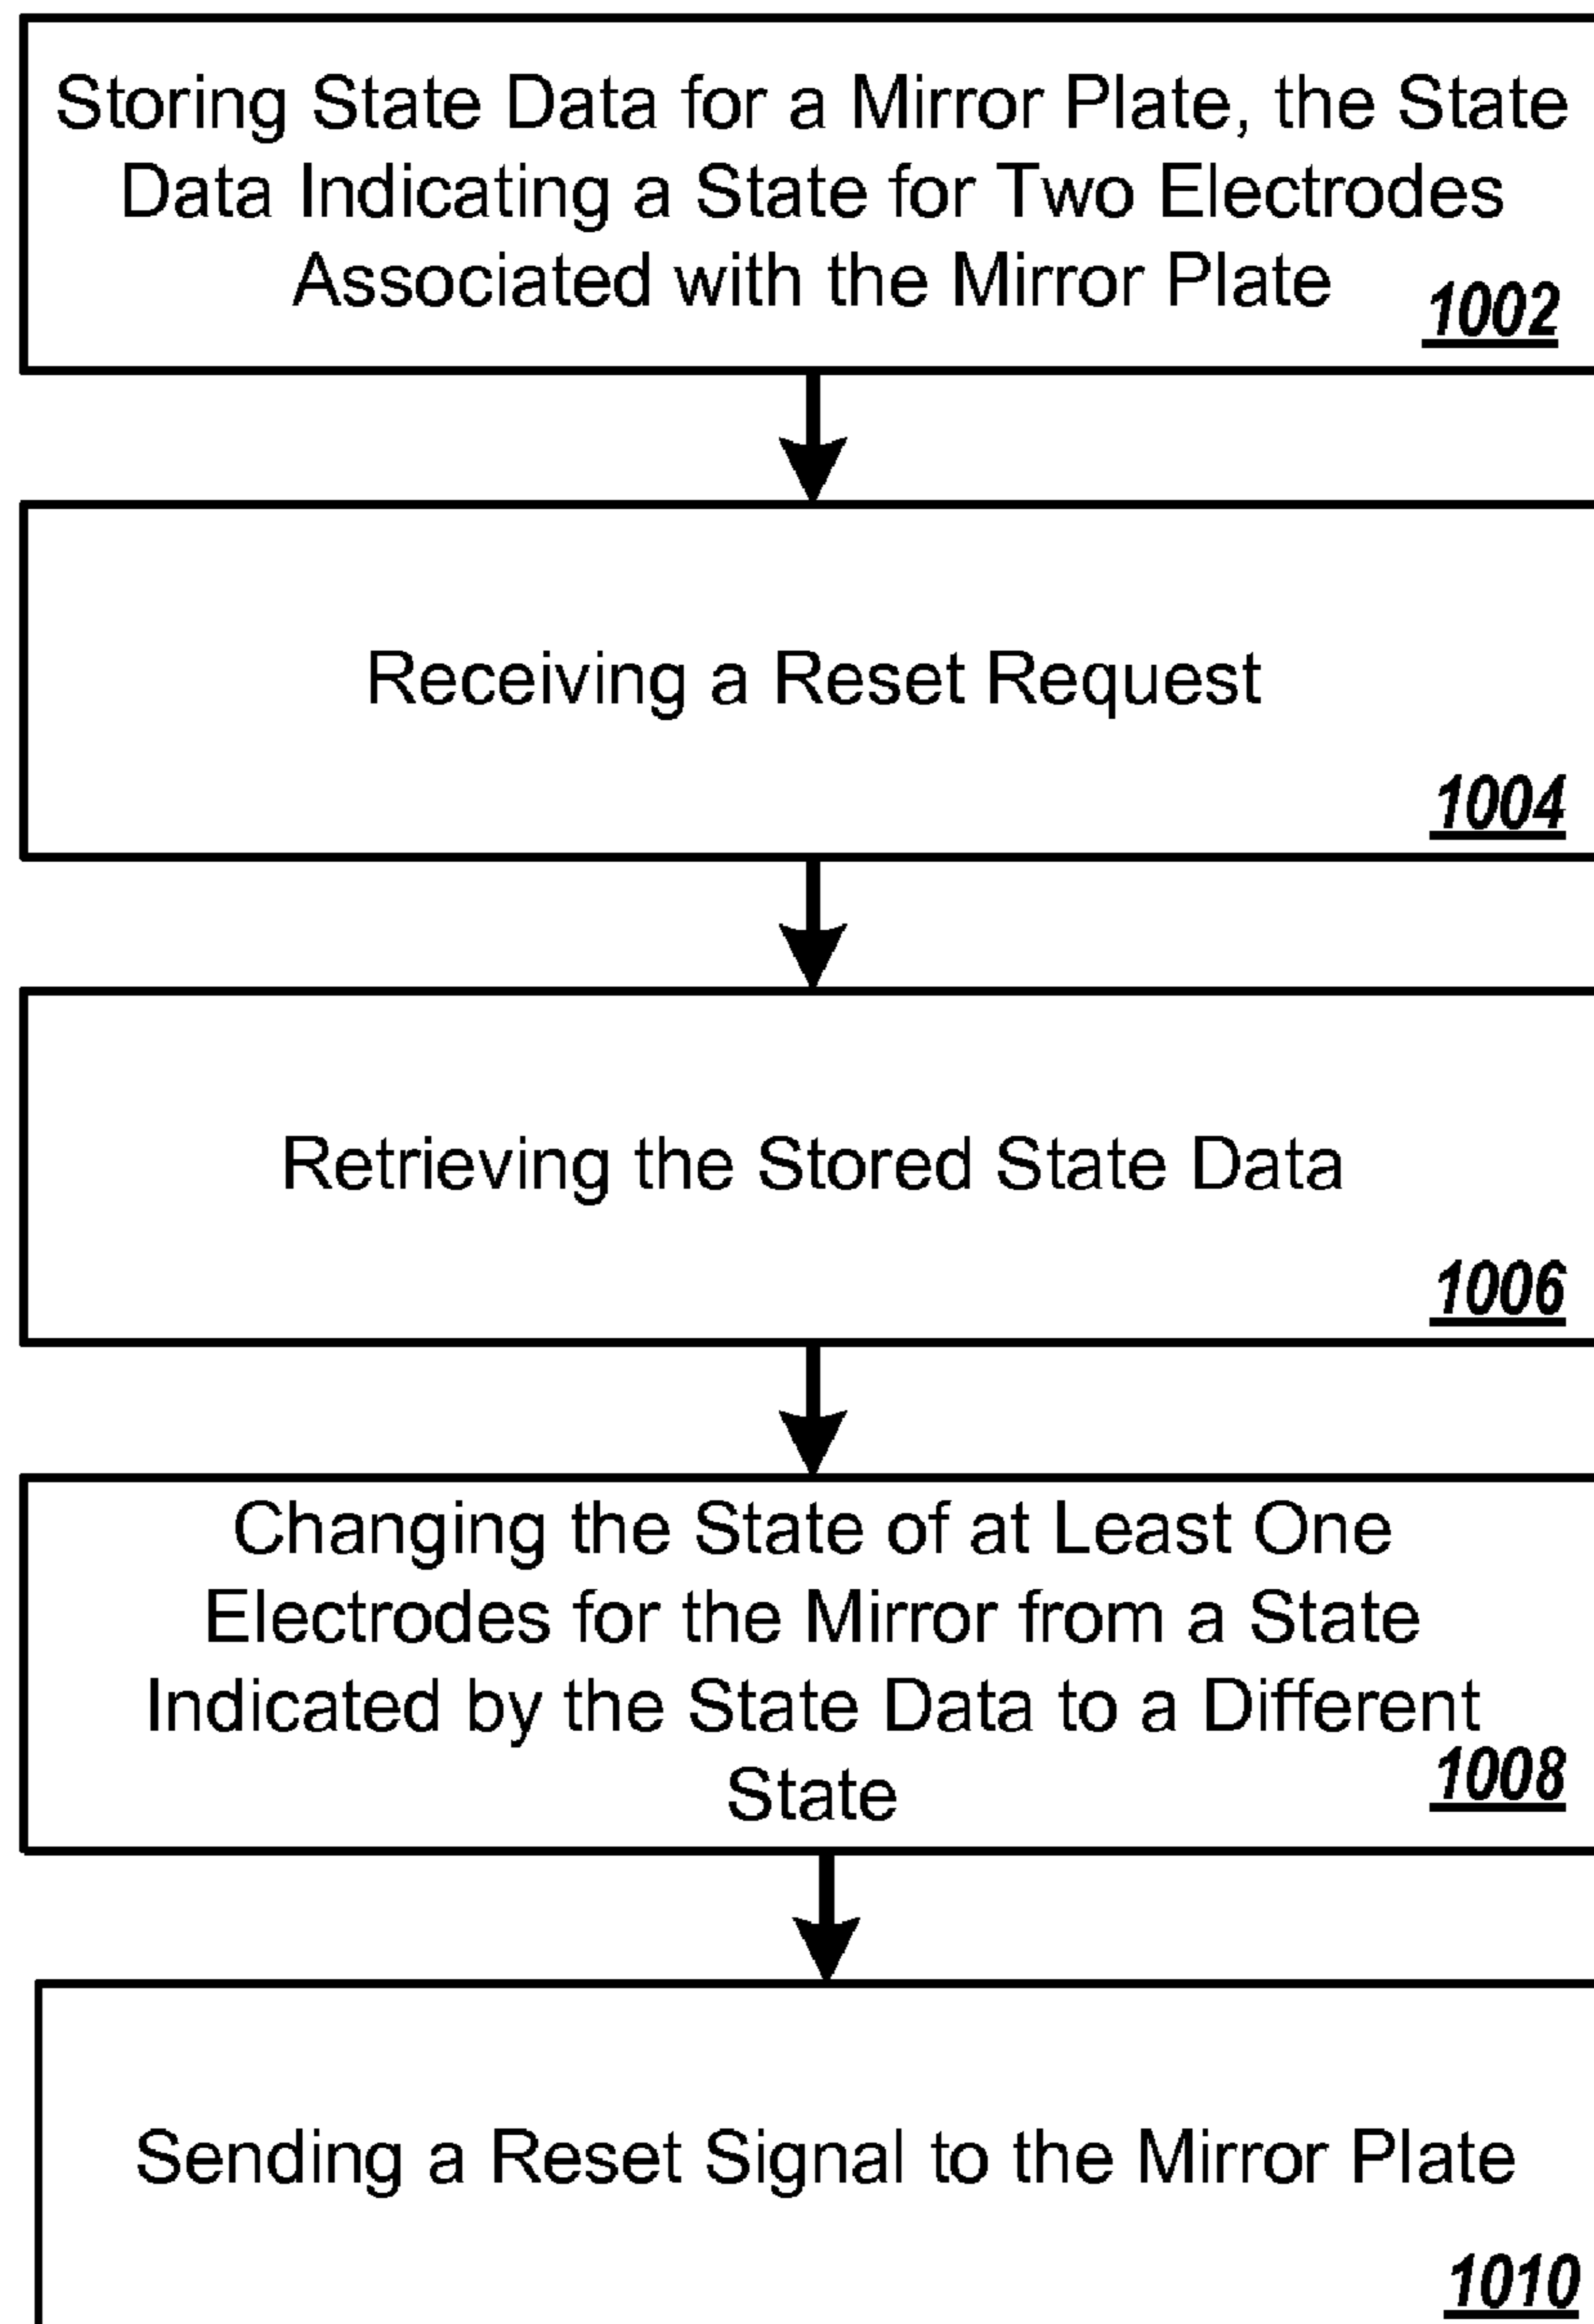 Storing State Data for a Mirror Plate, the State
Data Indicating a State for Two Electrodes
Associated with the Mirror Plate
1002
Receiving a Reset Request
1004
Retrieving the Stored State Data
1006
Changing the State of at Least One
Electrodes for the Mirror from a State
Indicated by the State Data to a Different
State
1008
Sending a Reset Signal to the Mirror Plate
1010